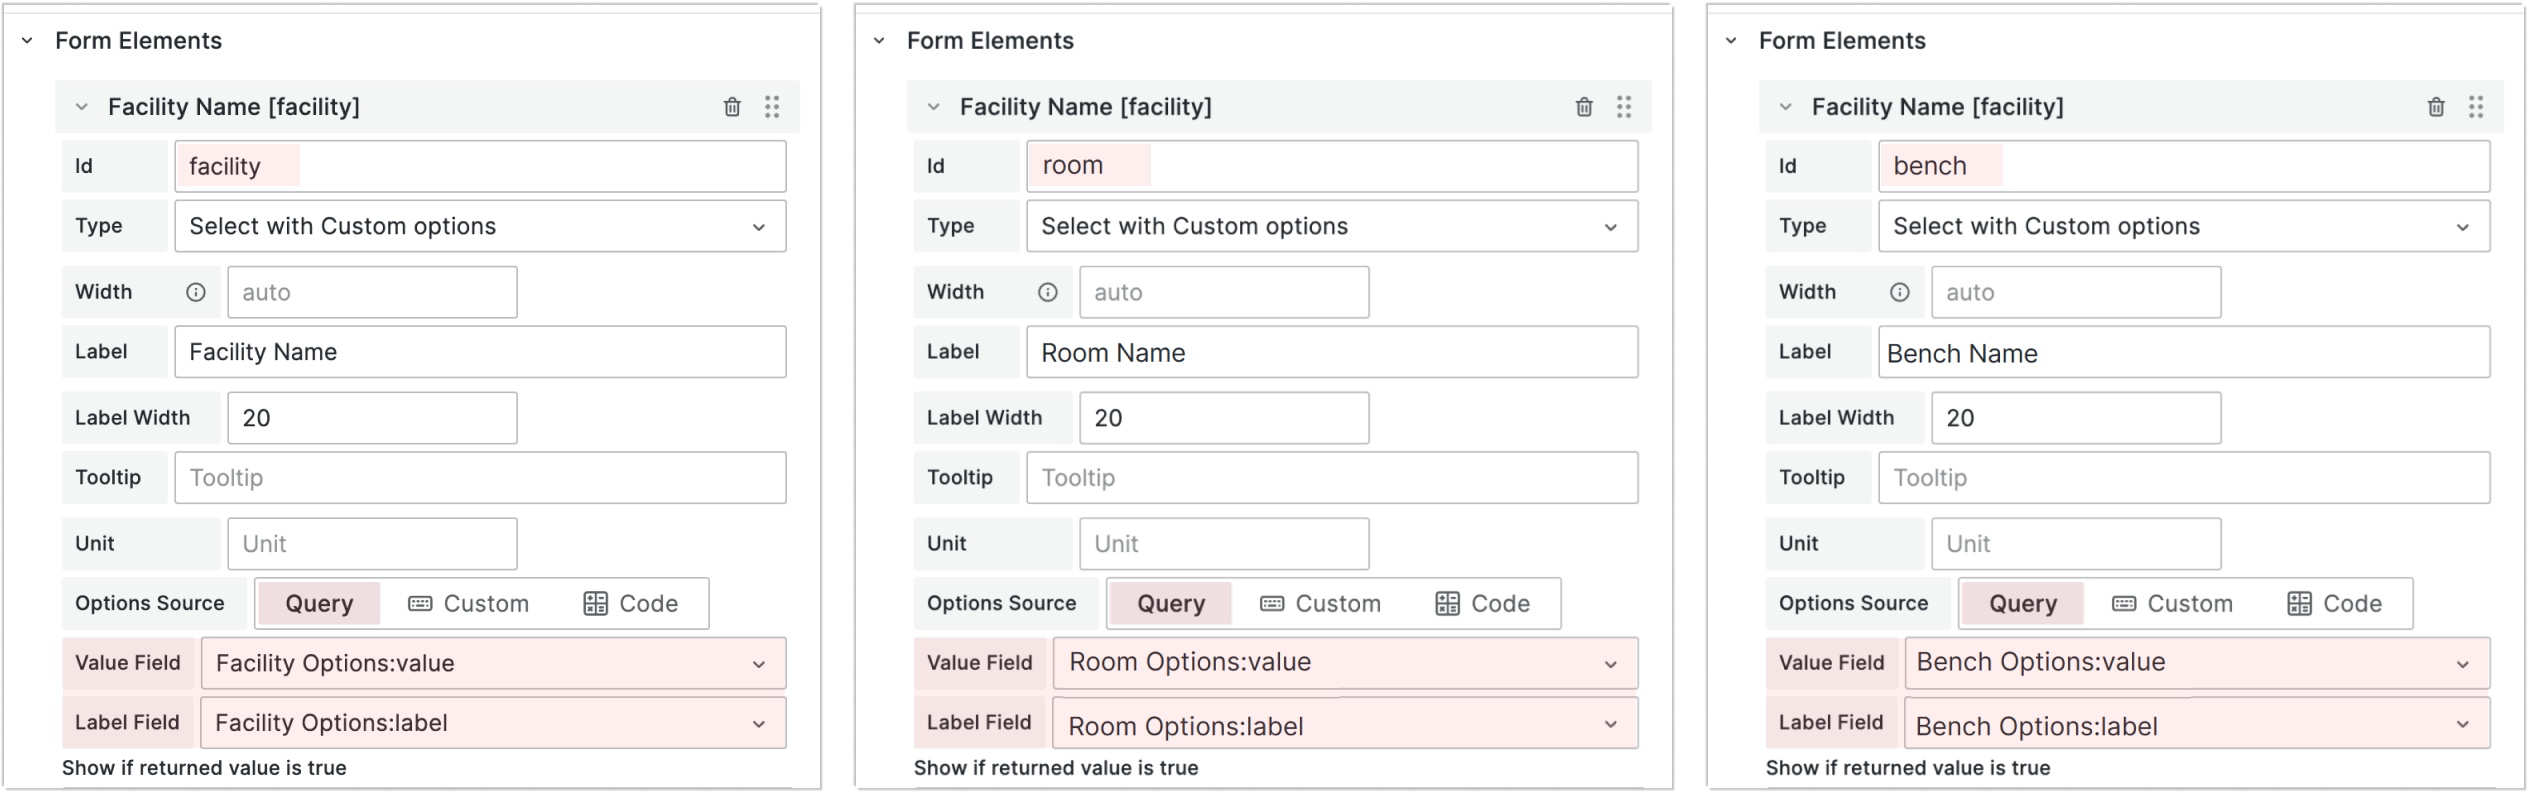 Form Elements
Facility Name [facility]
Id facility
Type Select with Custom options
Width auto
Label Facility Name
Label Width 20
Tooltip Tooltip
Unit Unit
Options Source Query Custom Code
Value Field Facility Options:value
Label Field Facility Options:label
Show if returned value is true
Form Elements
Facility Name [facility]
Id room
Type Select with Custom options
Width auto
Label Room Name
Label Width 20
Tooltip Tooltip
Unit Unit
Options Source Query Custom Code
Value Field Room Options:value
Label Field Room Options:label
Show if returned value is true
Form Elements
Facility Name [facility]
Id bench
Type Select with Custom options
Width auto
Label Bench Name
Label Width 20
Tooltip Tooltip
Unit Unit
Options Source Query Custom Code
Value Field Bench Options:value
Label Field Bench Options:label
Show if returned value is true